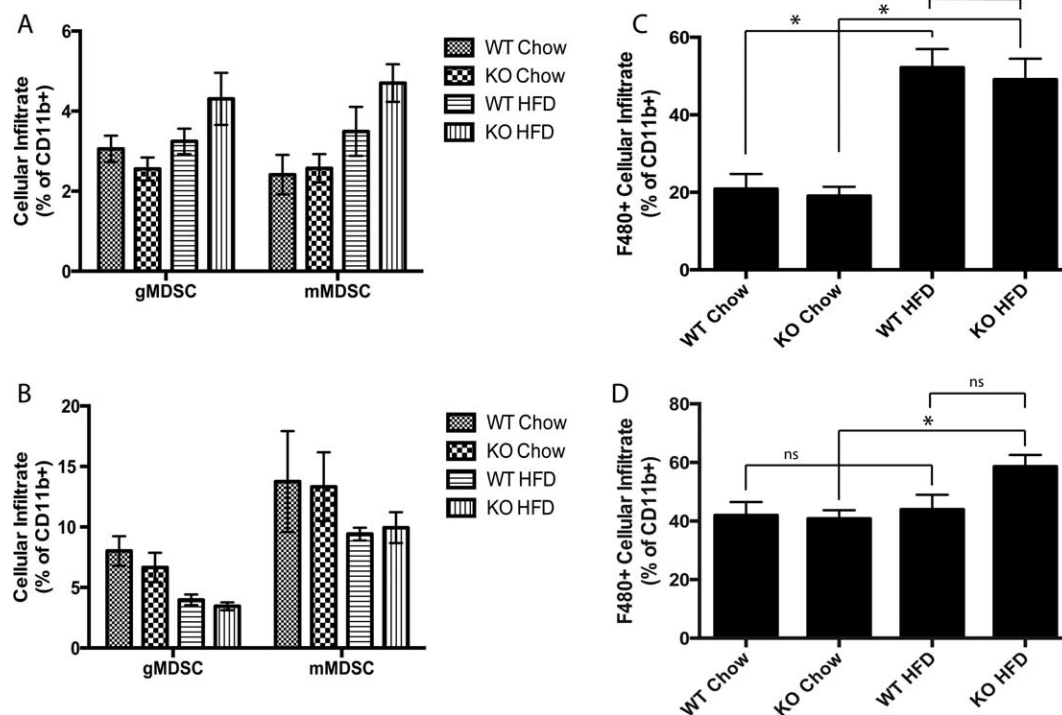 A
Cellular Infiltrate
(% of CD11b+)
6
4
2
0
gMDSC
mMDSC
WT Chow
KO Chow
WT HFD
KO HFD
B
Cellular Infiltrate
(% of CD11b+)
20
15
10
5
0
gMDSC
mMDSC
WT Chow
KO Chow
WT HFD
KO HFD
C
F480+ Cellular Infiltrate
(% of CD11b+)
60
40
20
0
*
*
WT Chow
KO Chow
WT HFD
KO HFD
D
F480+ Cellular Infiltrate
(% of CD11b+)
80
60
40
20
0
ns
*
ns
WT Chow
KO Chow
WT HFD
KO HFD